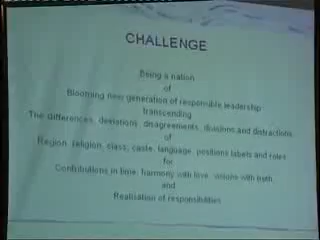 CHALLENGE
Being a nation
of
Blooming new generation of responsible leadership
transcending
The differences, deviations, disagreements, divisions and distractions
of
Region, religion, class, caste, language, positions labels and roles
for
Contributions in time, harmony with love, visions with truth
and
Realisation of responsibilities